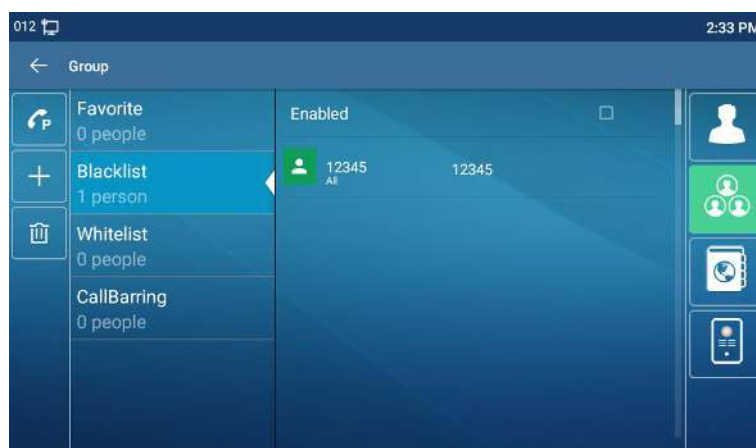 012
2:33 PM
Group
P
Favorite
0 people
Blacklist
1 person
Whitelist
0 people
CallBarring
0 people
Enabled
12345 12345
All